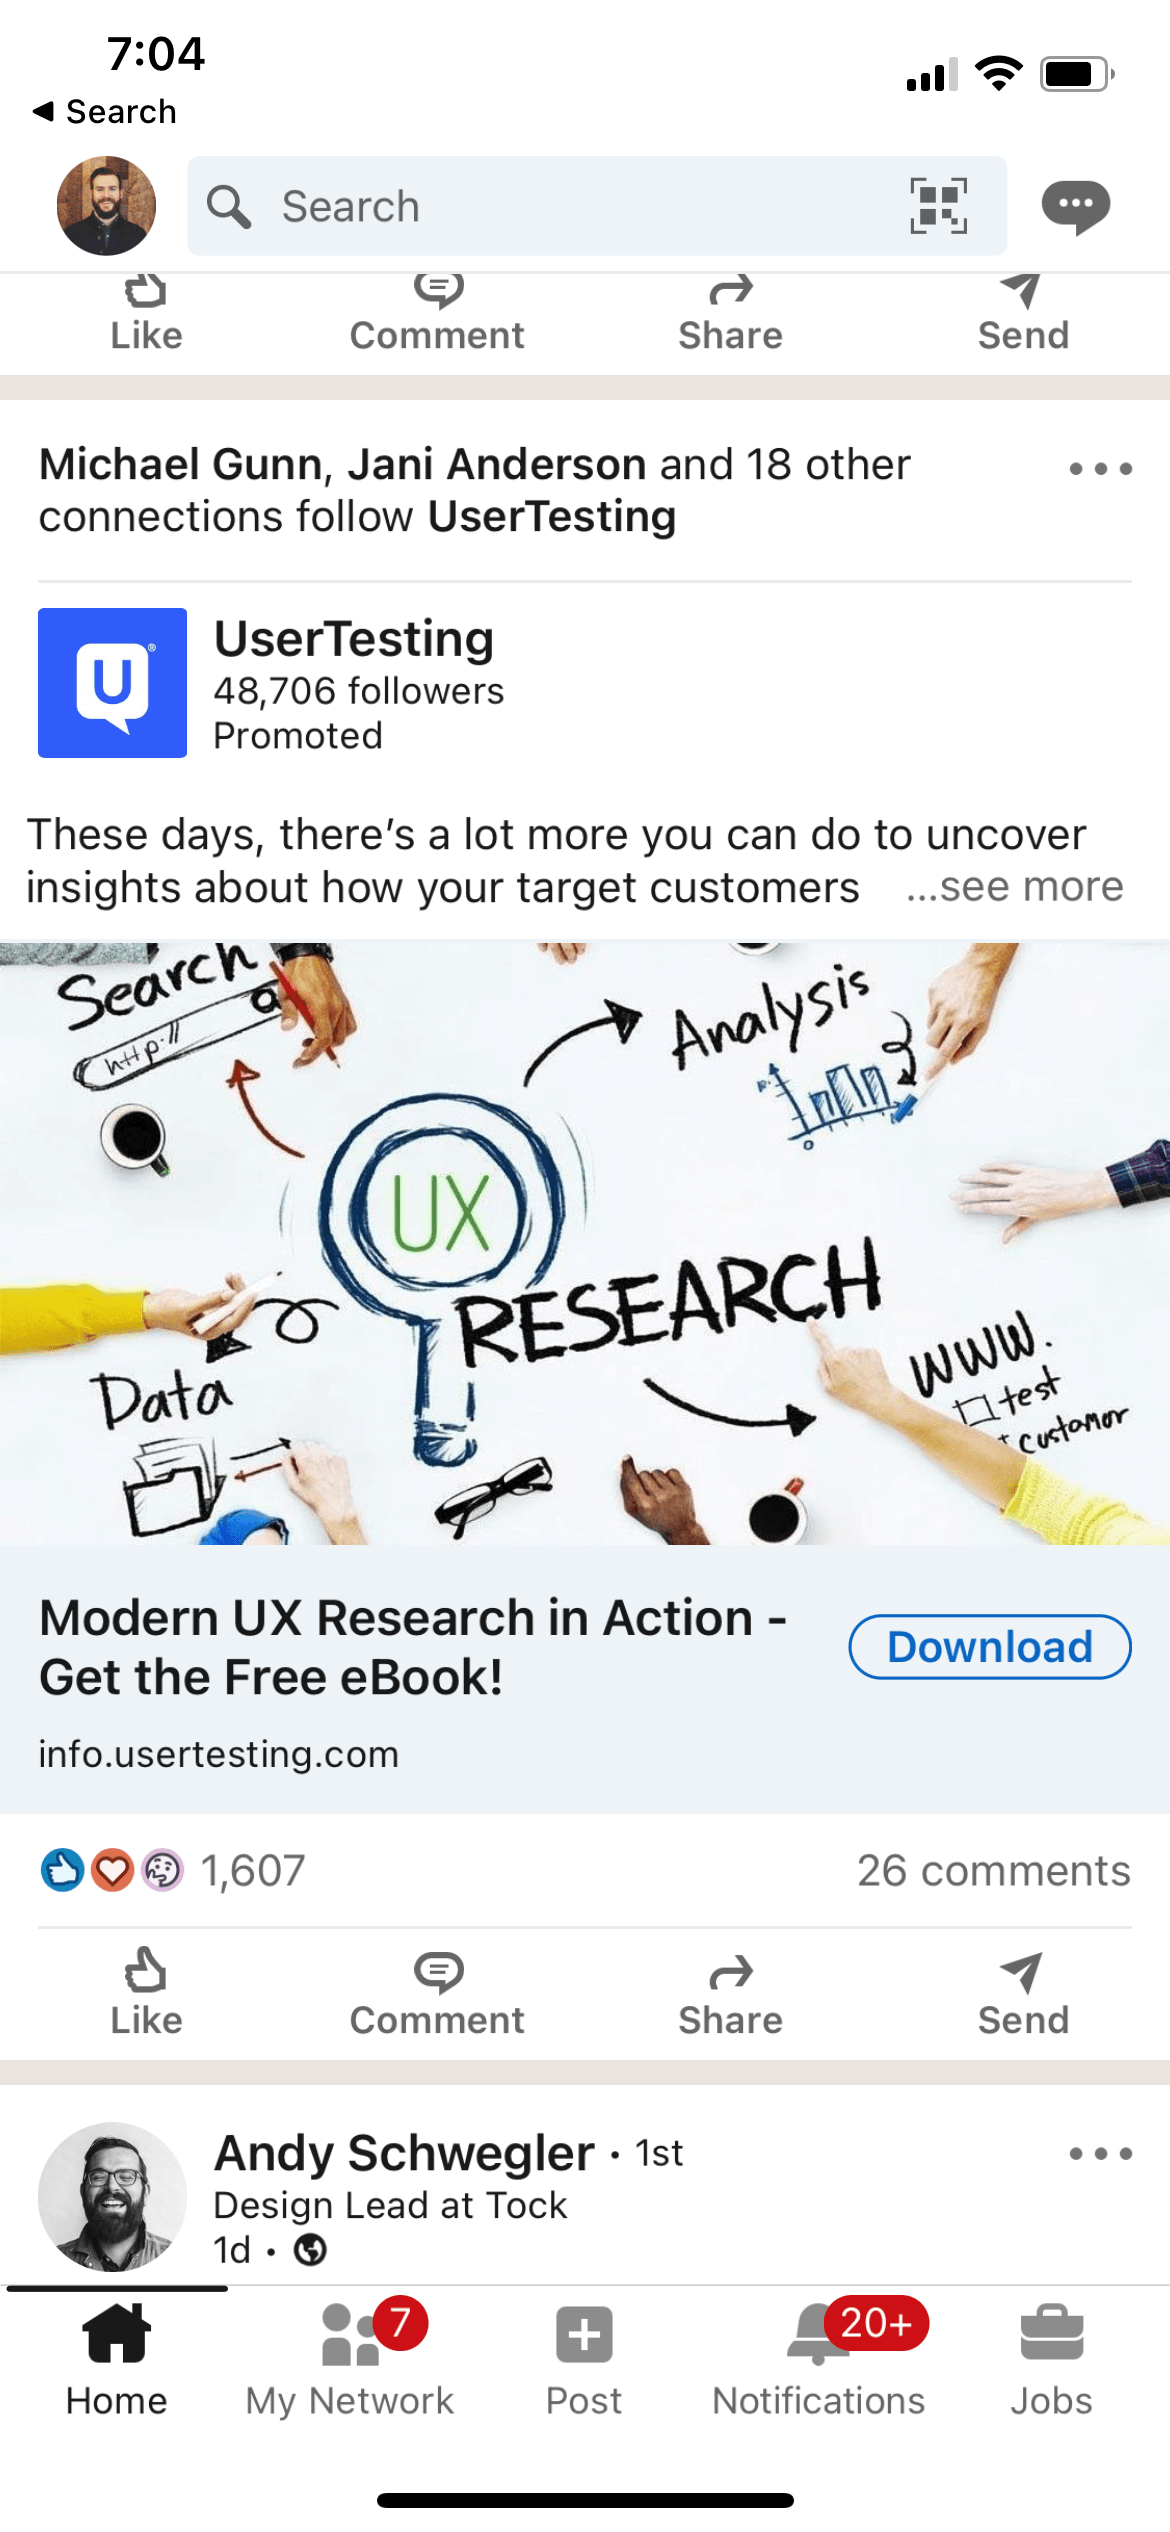 7:04
◀ Search
Search
Like
Comment
Share
Send
Michael Gunn, Jani Anderson and 18 other
connections follow UserTesting
U®
UserTesting
48,706 followers
Promoted
These days, there’s a lot more you can do to uncover
insights about how your target customers ...see more
Search
http://
Analysis
UX
RESEARCH
Data
www.
test
customor
Modern UX Research in Action -
Get the Free eBook!
Download
info.usertesting.com
1,607
26 comments
Like
Comment
Share
Send
Andy Schwegler • 1st
Design Lead at Tock
1d •
7
20+
Home
My Network
Post
Notifications
Jobs